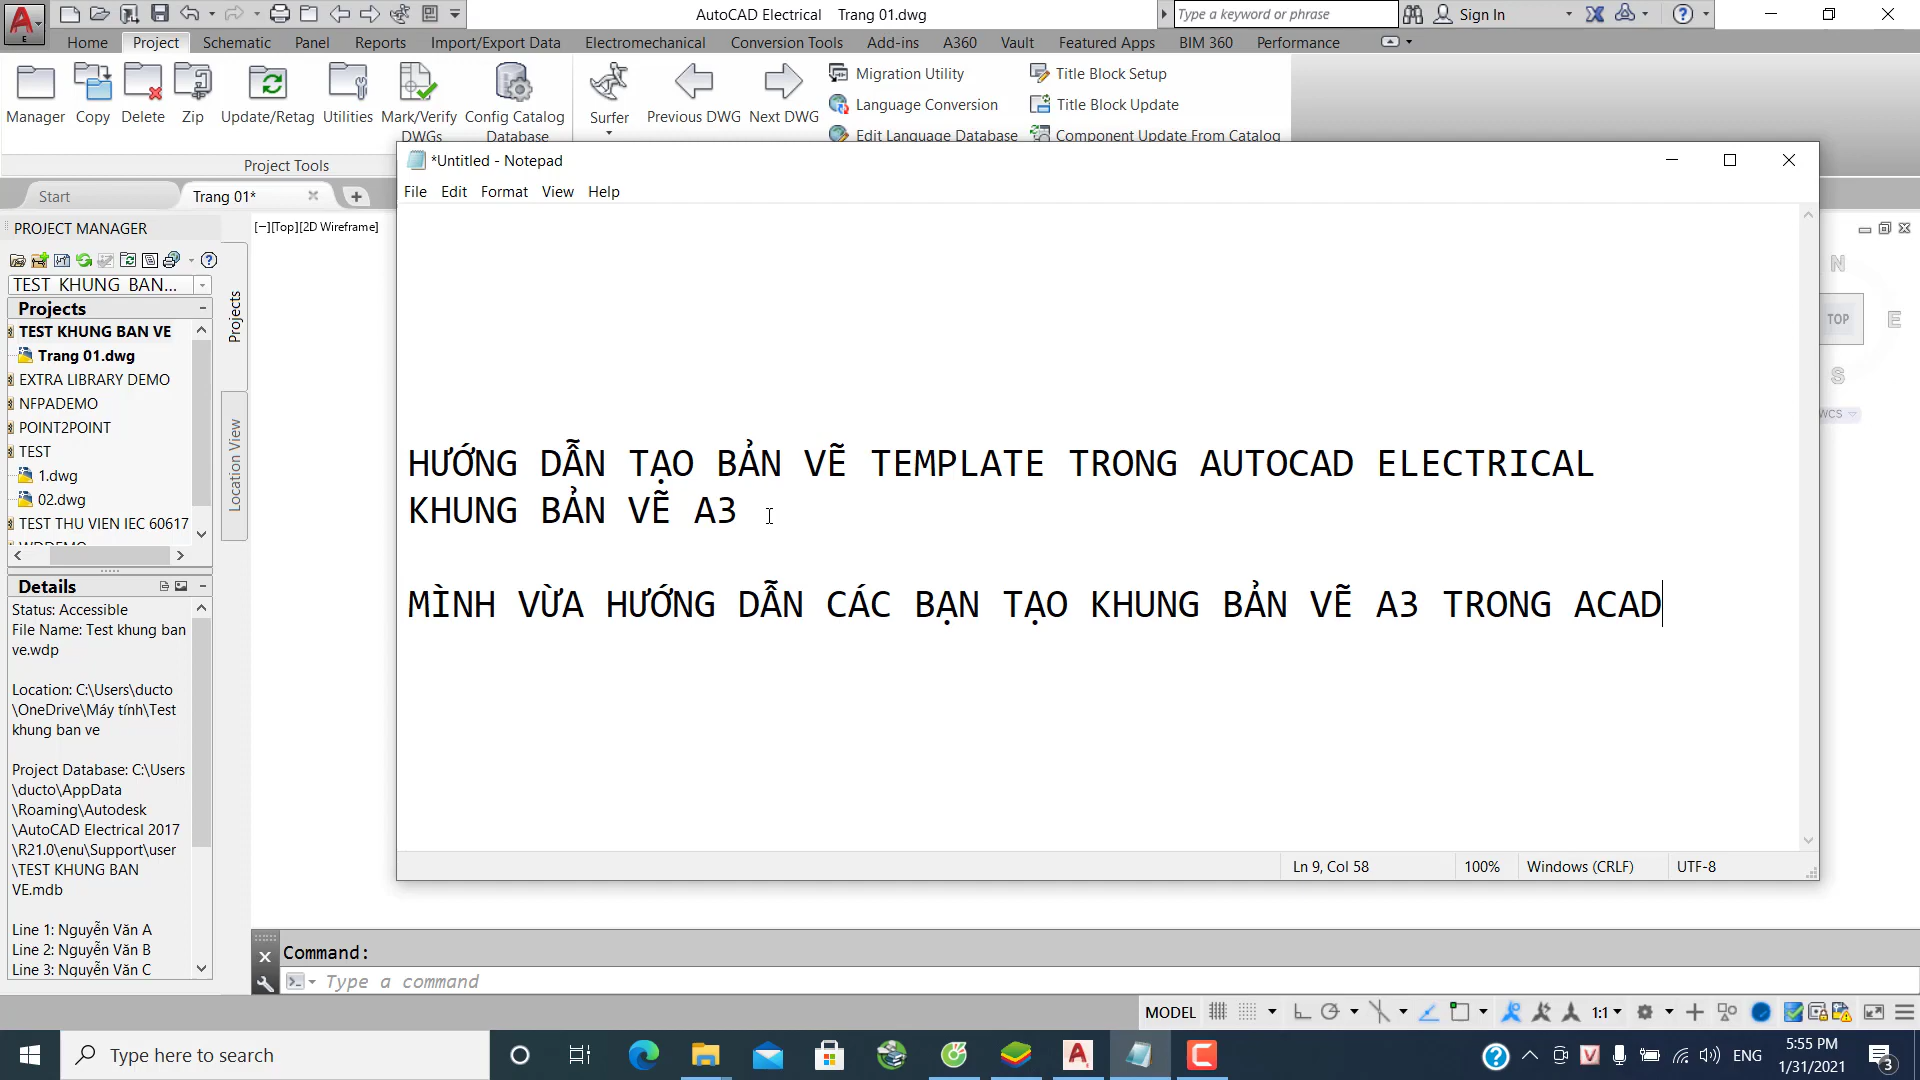 AutoCAD Electrical Trang 01.dwg
Type a keyword or phrase
Sign In
Home Project Schematic Panel Reports Import/Export Data Electromechanical Conversion Tools Add-ins A360 Vault Featured Apps BIM 360 Performance
Manager Copy Delete Zip Update/Retag Utilities Mark/Verify DWGs Config Catalog Database Surfer Previous DWG Next DWG
Migration Utility
Language Conversion
Edit Language Database
Title Block Setup
Title Block Update
Component Update From Catalog
Project Tools
Start
Trang 01*
*Untitled - Notepad
File Edit Format View Help
PROJECT MANAGER
[−][Top][2D Wireframe]
TEST KHUNG BAN...
Projects
TEST KHUNG BAN VE
Trang 01.dwg
EXTRA LIBRARY DEMO
NFPADEMO
POINT2POINT
TEST
1.dwg
02.dwg
TEST THU VIEN IEC 60617
Projects
Location View
N
TOP
E
S
WCS
HƯỚNG DẪN TẠO BẢN VẼ TEMPLATE TRONG AUTOCAD ELECTRICAL
KHUNG BẢN VẼ A3
MÌNH VỪA HƯỚNG DẪN CÁC BẠN TẠO KHUNG BẢN VẼ A3 TRONG ACAD
Details
Status: Accessible
File Name: Test khung ban
ve.wdp
Location: C:\Users\ducto
\OneDrive\Máy tính\Test
khung ban ve
Project Database: C:\Users
\ducto\AppData
\Roaming\Autodesk
\AutoCAD Electrical 2017
\R21.0\enu\Support\user
\TEST KHUNG BAN
VE.mdb
Line 1: Nguyễn Văn A
Line 2: Nguyễn Văn B
Line 3: Nguyễn Văn C
Ln 9, Col 58
100%
Windows (CRLF)
UTF-8
Command:
Type a command
MODEL
1:1
Type here to search
ENG
5:55 PM
1/31/2021
3